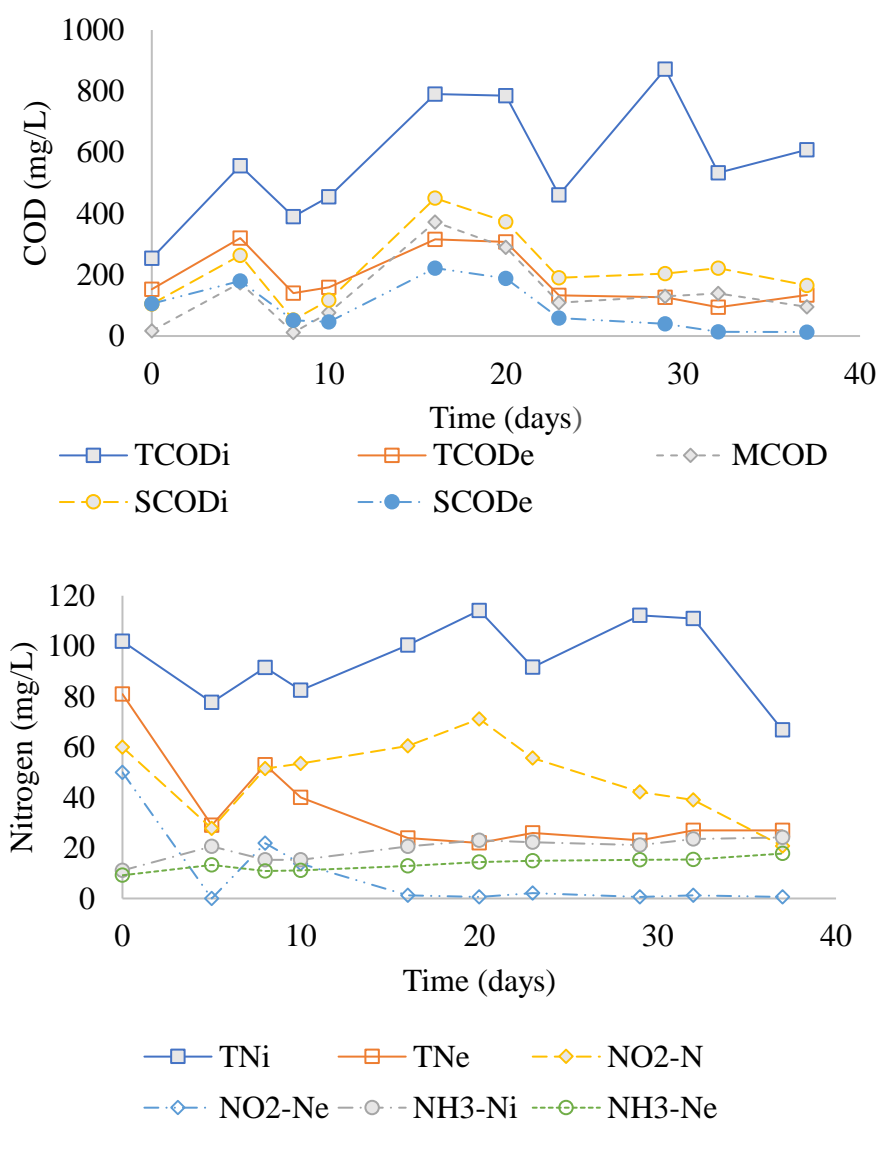 1000
800
600
400
200
0
COD (mg/L)
0 10 20 30 40
Time (days)
TCODi TCODe MCOD
SCODi SCODe
120
100
80
60
40
20
0
Nitrogen (mg/L)
0 10 20 30 40
Time (days)
TNi TNe NO2-N
NO2-Ne NH3-Ni NH3-Ne